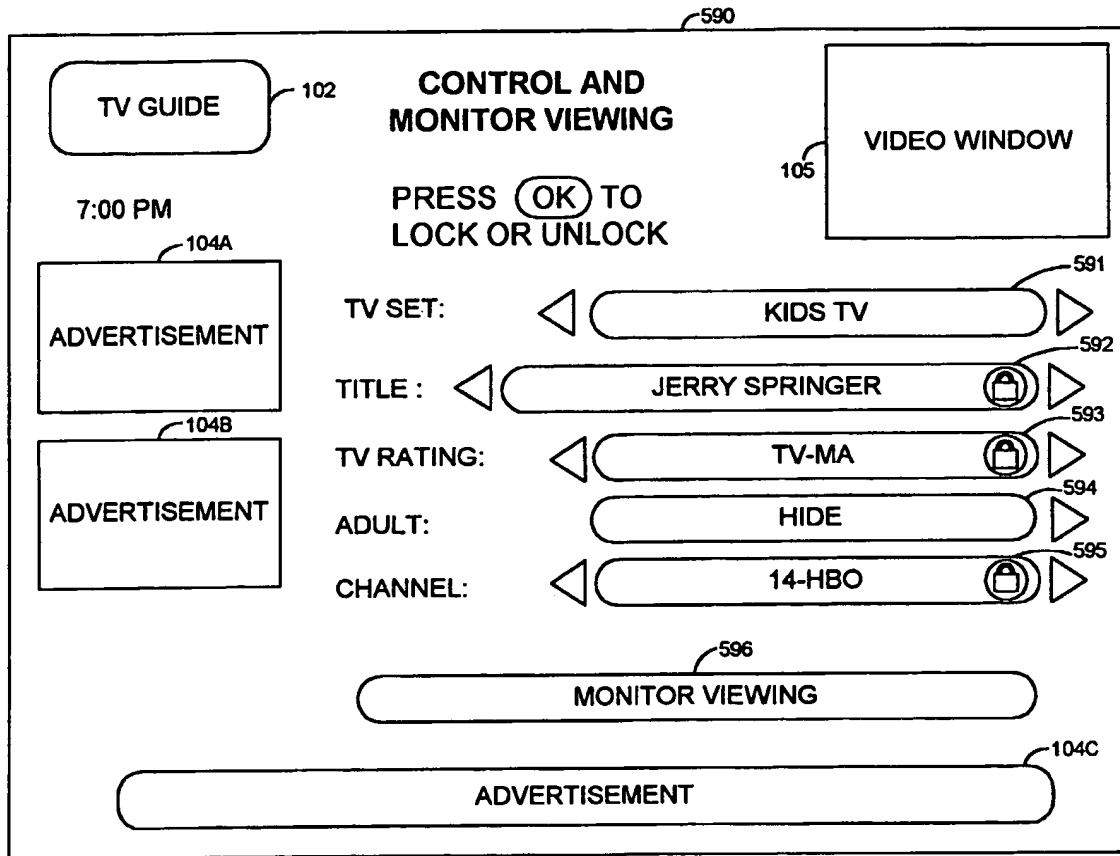 590
TV GUIDE
102
CONTROL AND
MONITOR VIEWING
105
VIDEO WINDOW
7:00 PM
PRESS OK TO
LOCK OR UNLOCK
104A
ADVERTISEMENT
104B
ADVERTISEMENT
TV SET:
KIDS TV
591
TITLE :
JERRY SPRINGER
592
TV RATING:
TV-MA
593
ADULT:
HIDE
594
CHANNEL:
14-HBO
595
596
MONITOR VIEWING
104C
ADVERTISEMENT